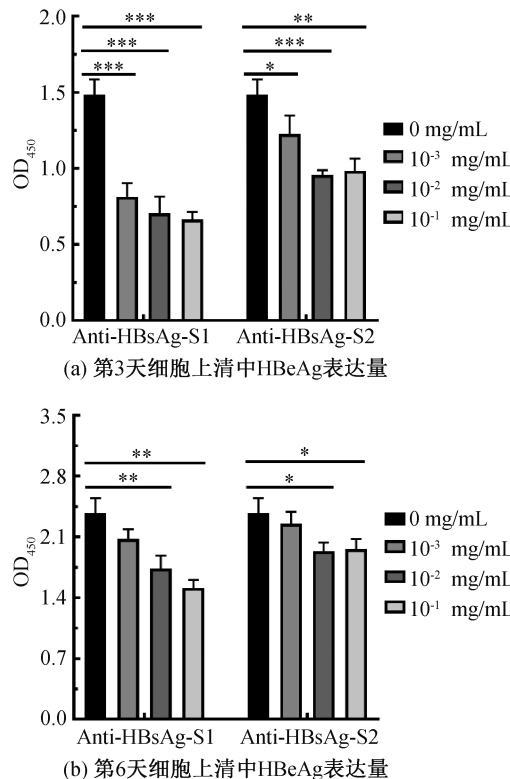 2.0
1.5
1.0
0.5
0.0
OD450
***
***
***
**
***
*
0 mg/mL
10-3 mg/mL
10-2 mg/mL
10-1 mg/mL
Anti-HBsAg-S1
Anti-HBsAg-S2
(a) 第3天细胞上清中HBeAg表达量
3.5
2.8
2.1
1.4
0.7
0.0
OD450
**
**
*
*
0 mg/mL
10-3 mg/mL
10-2 mg/mL
10-1 mg/mL
Anti-HBsAg-S1
Anti-HBsAg-S2
(b) 第6天细胞上清中HBeAg表达量